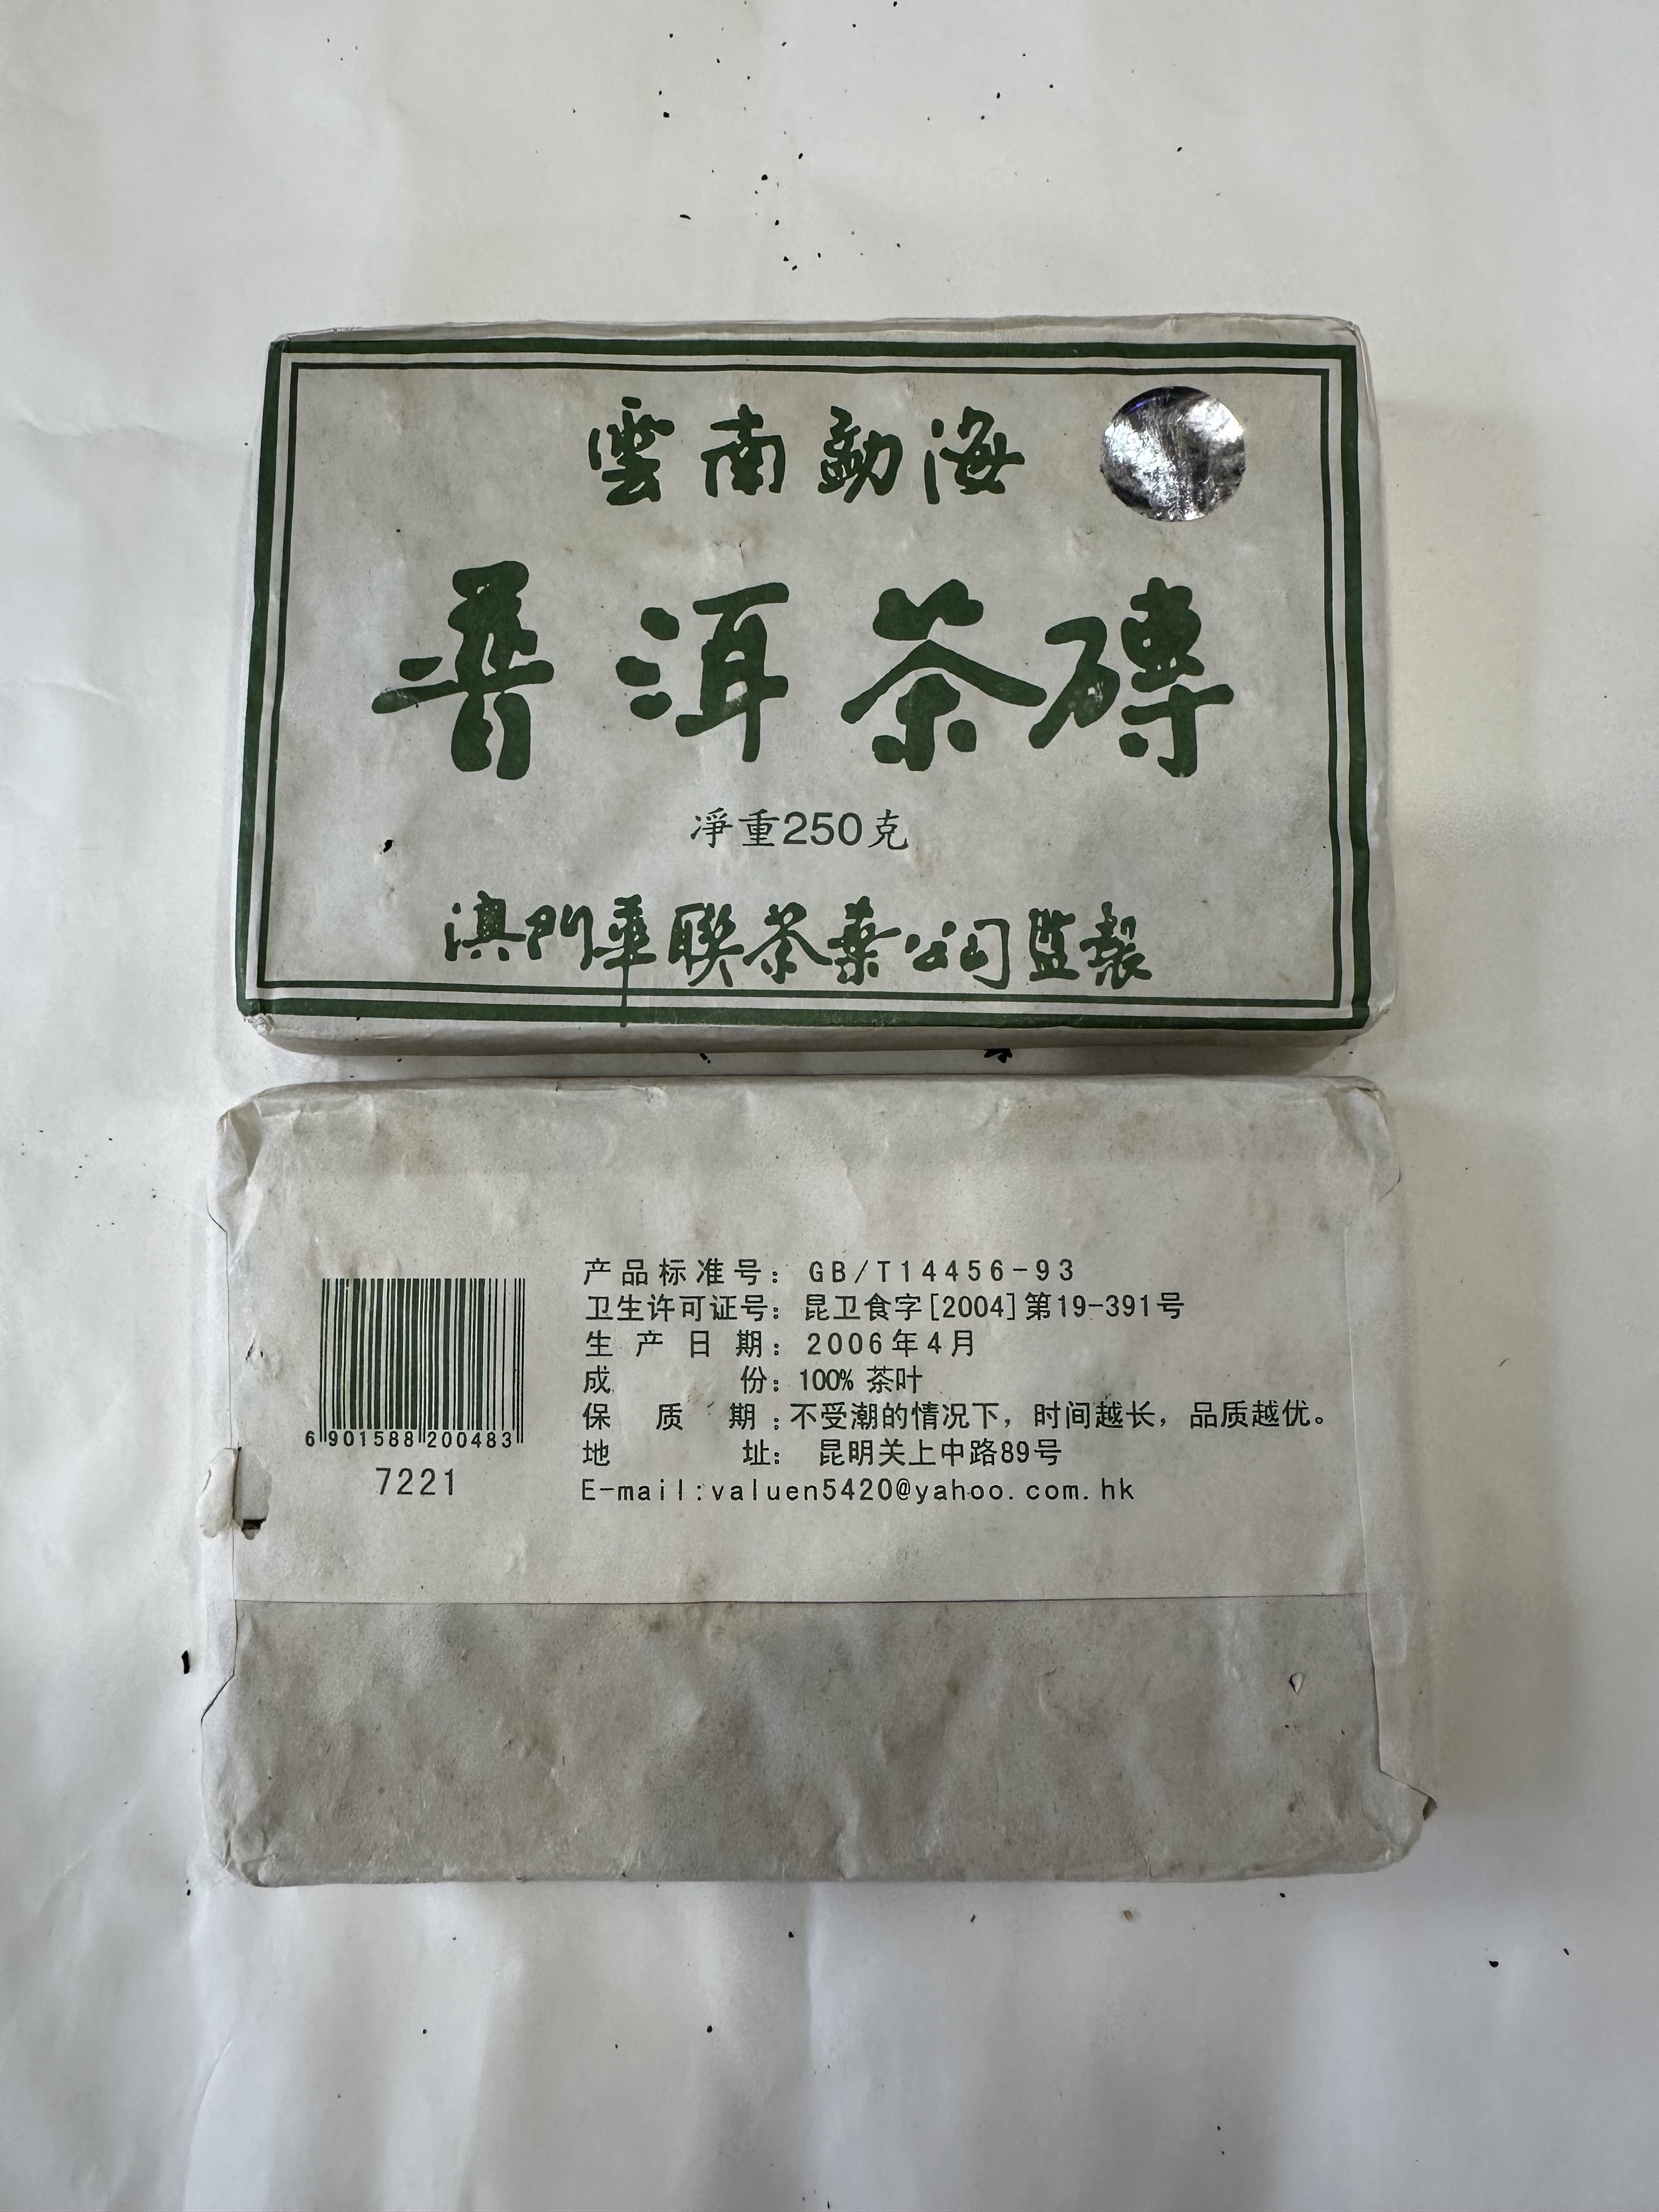 雲南勐海
普洱茶磚
凈重250克
澳門華聯茶葉公司監製
产品标准号：GB/T14456-93
卫生许可证号：昆卫食字[2004]第19-391号
生产日期：2006年4月
成份：100%茶叶
保质期：不受潮的情况下，时间越长，品质越优。
地址：昆明关上中路89号
E-mail:valuen5420@yahoo.com.hk
6 901588 200483
7221